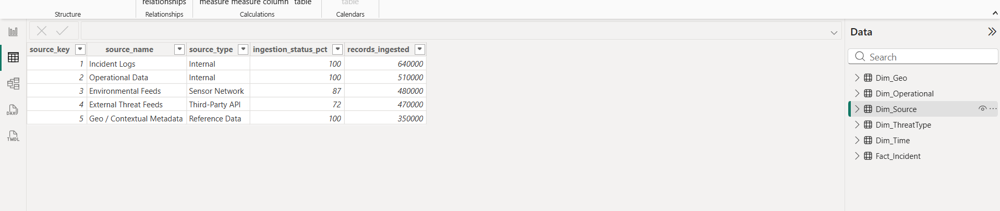 relationships measure measure column table table
Structure Relationships Calculations Calendars
Data
source_key source_name source_type ingestion_status_pct records_ingested
1 Incident Logs Internal 100 640000
2 Operational Data Internal 100 510000
3 Environmental Feeds Sensor Network 87 480000
4 External Threat Feeds Third-Party API 72 470000
5 Geo / Contextual Metadata Reference Data 100 350000
DAX
TMDL
Search
Dim_Geo
Dim_Operational
Dim_Source
Dim_ThreatType
Dim_Time
Fact_Incident